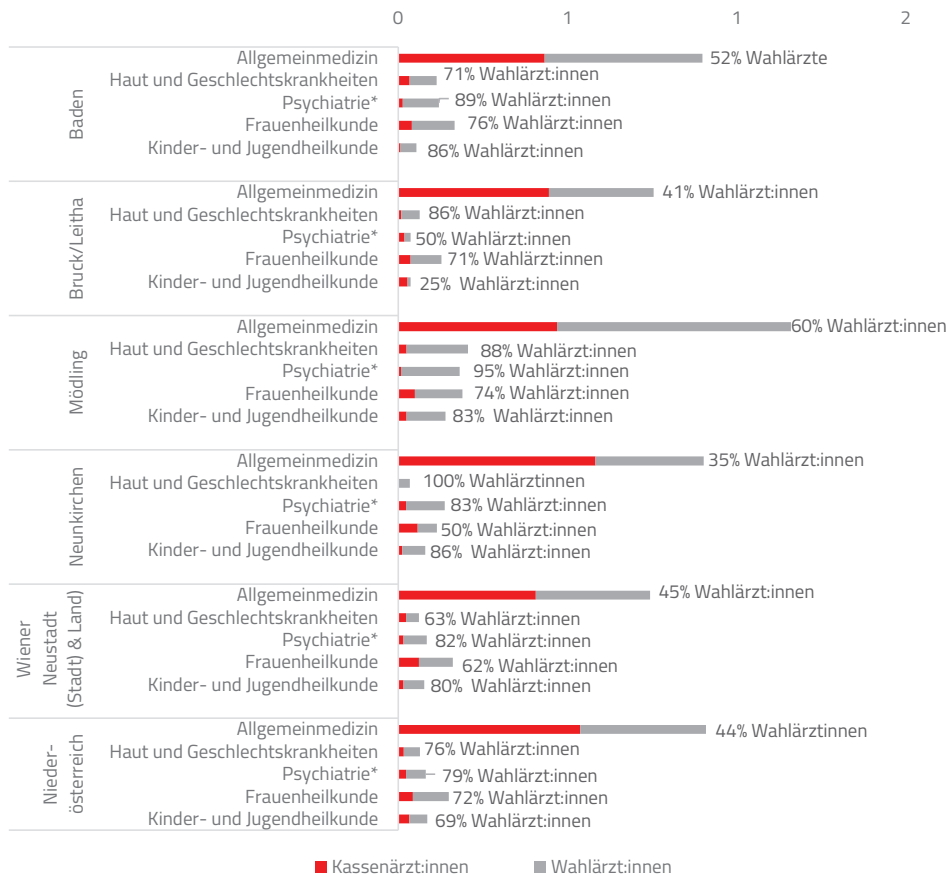 0 1 1 2
Baden
Allgemeinmedizin 52% Wahlärzte
Haut und Geschlechtskrankheiten 71% Wahlärzt:innen
Psychiatrie* 89% Wahlärzt:innen
Frauenheilkunde 76% Wahlärzt:innen
Kinder- und Jugendheilkunde 86% Wahlärzt:innen
Bruck/Leitha
Allgemeinmedizin 41% Wahlärzt:innen
Haut und Geschlechtskrankheiten 86% Wahlärzt:innen
Psychiatrie* 50% Wahlärzt:innen
Frauenheilkunde 71% Wahlärzt:innen
Kinder- und Jugendheilkunde 25% Wahlärzt:innen
Mödling
Allgemeinmedizin 60% Wahlärzt:innen
Haut und Geschlechtskrankheiten 88% Wahlärzt:innen
Psychiatrie* 95% Wahlärzt:innen
Frauenheilkunde 74% Wahlärzt:innen
Kinder- und Jugendheilkunde 83% Wahlärzt:innen
Neunkirchen
Allgemeinmedizin 35% Wahlärzt:innen
Haut und Geschlechtskrankheiten 100% Wahlärztinnen
Psychiatrie* 83% Wahlärzt:innen
Frauenheilkunde 50% Wahlärzt:innen
Kinder- und Jugendheilkunde 86% Wahlärzt:innen
Wiener
Neustadt
(Stadt) & Land)
Allgemeinmedizin 45% Wahlärzt:innen
Haut und Geschlechtskrankheiten 63% Wahlärzt:innen
Psychiatrie* 82% Wahlärzt:innen
Frauenheilkunde 62% Wahlärzt:innen
Kinder- und Jugendheilkunde 80% Wahlärzt:innen
Nieder-
österreich
Allgemeinmedizin 44% Wahlärztinnen
Haut und Geschlechtskrankheiten 76% Wahlärzt:innen
Psychiatrie* 79% Wahlärzt:innen
Frauenheilkunde 72% Wahlärzt:innen
Kinder- und Jugendheilkunde 69% Wahlärzt:innen
Kassenärzt:innen Wahlärzt:innen